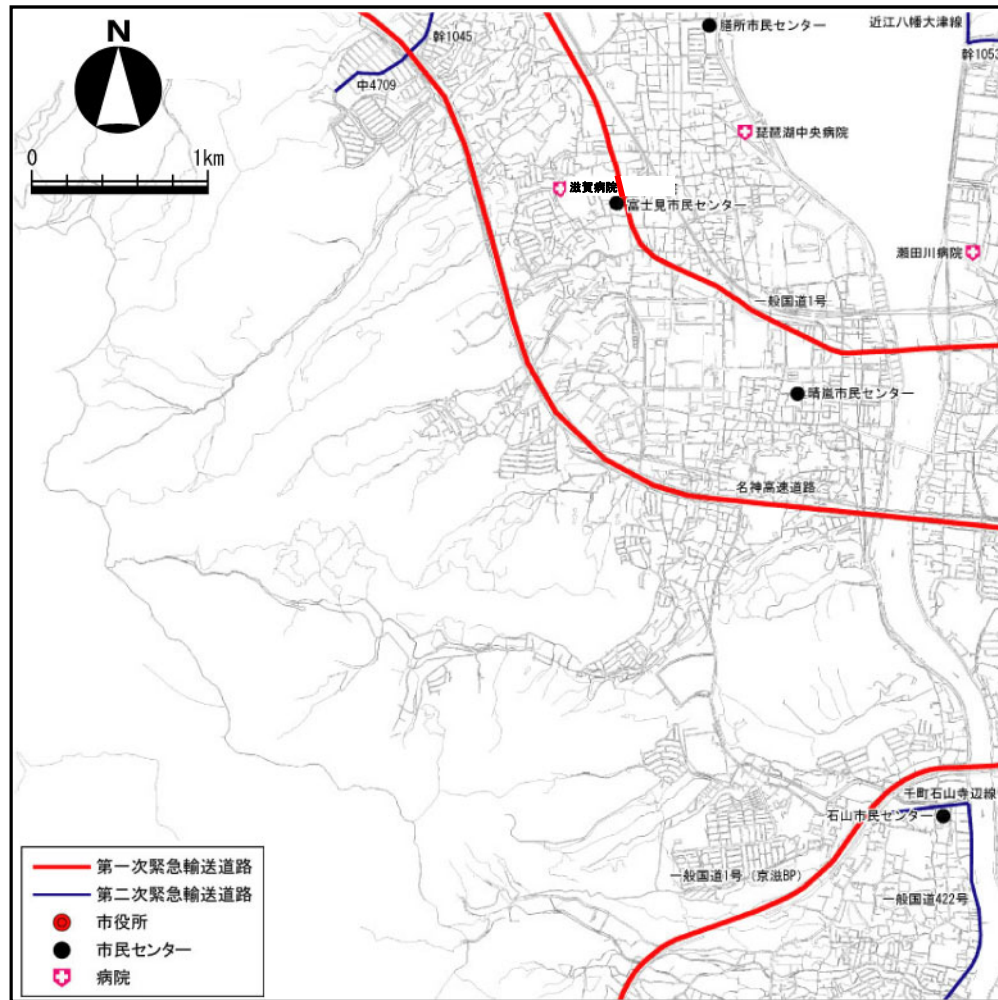 N
0 1km
幹1045
中4709
膳所市民センター
近江八幡大津線
幹1053
琵琶湖中央病院
滋賀病院
富士見市民センター
瀬田川病院
一般国道1号
晴嵐市民センター
名神高速道路
千町石山寺辺線
石山市民センター
一般国道1号（京滋BP）
一般国道422号
第一次緊急輸送道路
第二次緊急輸送道路
市役所
市民センター
病院